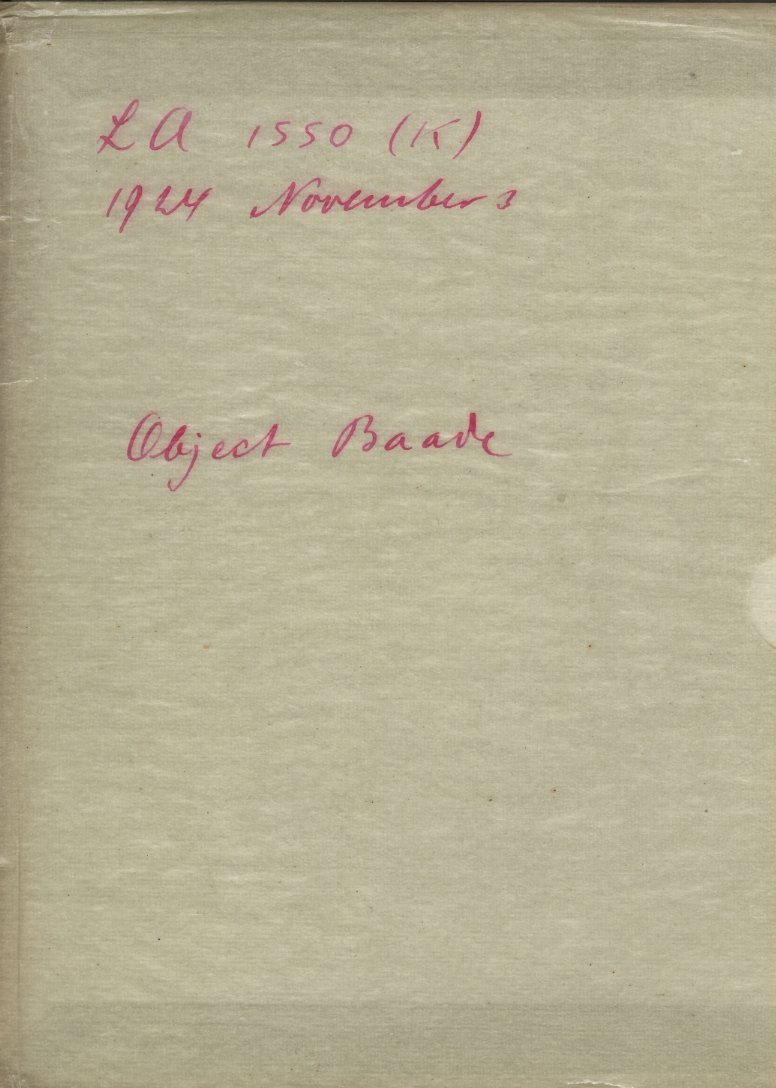 LA 1550 (K)
1924 November 3
Object Baade